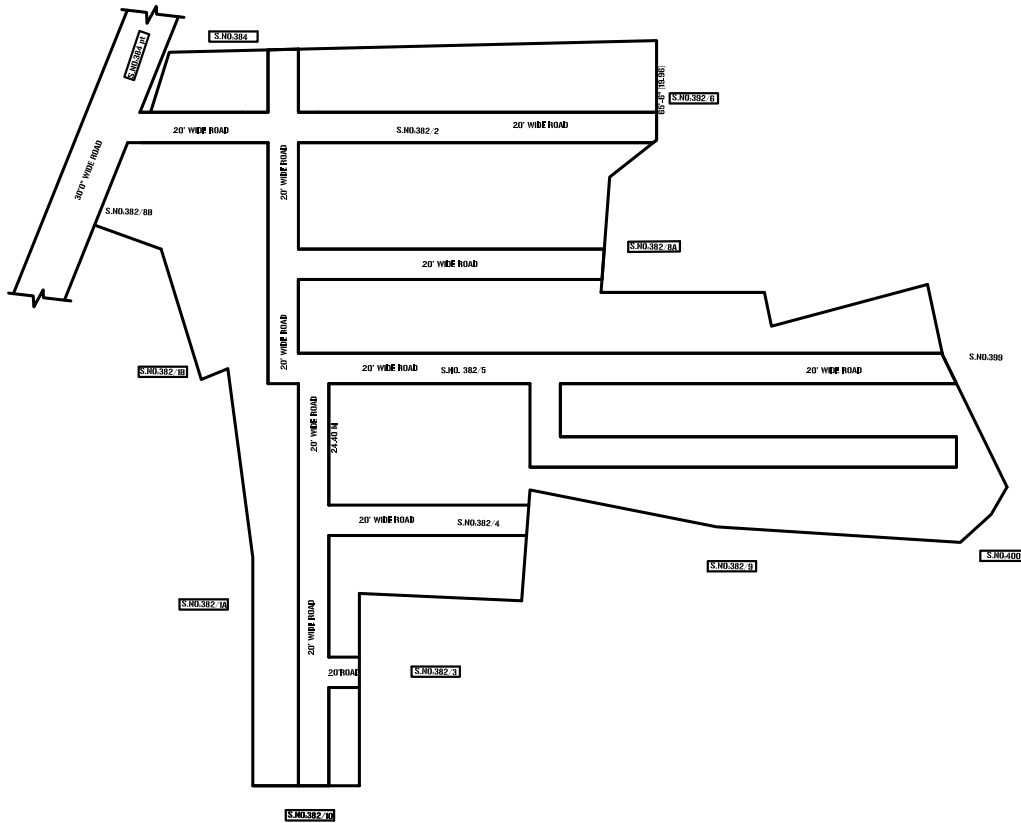 S.NO.384
S.NO.384 pt
65'-6" [19.96]
S.NO.392/6
20' WIDE ROAD
S.NO.382/2
20' WIDE ROAD
30'0" WIDE ROAD
20' WIDE ROAD
S.NO.382/8B
S.NO.382/8A
20' WIDE ROAD
20' WIDE ROAD
S.NO.399
S.NO.382/1B
20' WIDE ROAD
S.NO. 382/5
20' WIDE ROAD
20' WIDE ROAD
24.40 M
20' WIDE ROAD
S.NO.382/4
S.NO.400
S.NO.382/9
S.NO.382/1A
20' WIDE ROAD
20'ROAD
S.NO.382/3
S.NO.382/10